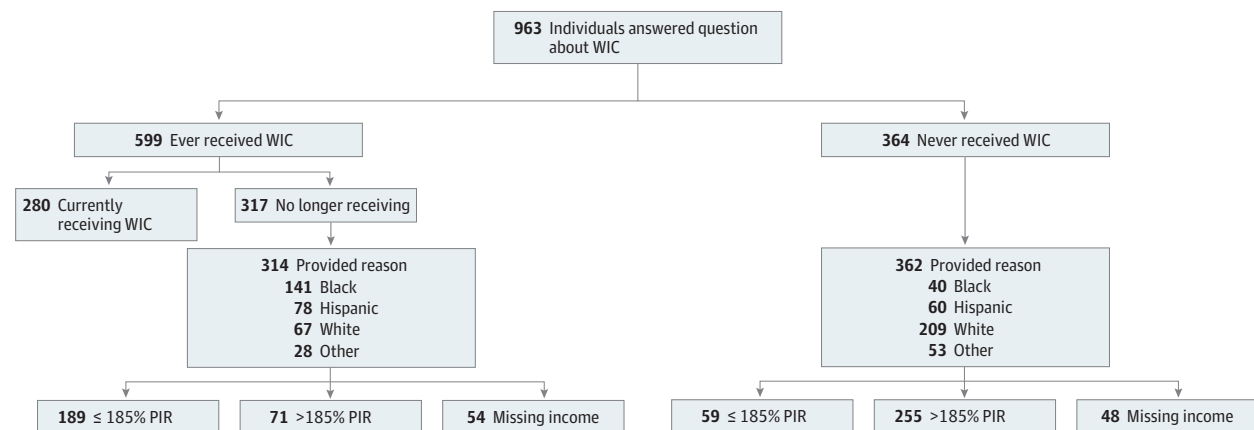 963 Individuals answered question
about WIC
599 Ever received WIC
364 Never received WIC
280 Currently
receiving WIC
317 No longer receiving
314 Provided reason
141 Black
78 Hispanic
67 White
28 Other
362 Provided reason
40 Black
60 Hispanic
209 White
53 Other
189 ≤ 185% PIR
71 >185% PIR
54 Missing income
59 ≤ 185% PIR
255 >185% PIR
48 Missing income